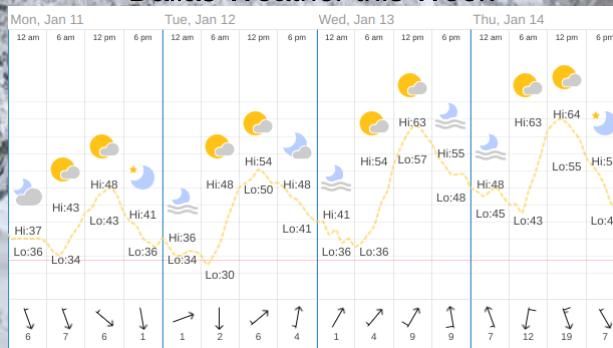 Dallas Weather this Week
Mon, Jan 11 Tue, Jan 12 Wed, Jan 13 Thu, Jan 14
12 am 6 am 12 pm 6 pm 12 am 6 am 12 pm 6 pm 12 am 6 am 12 pm 6 pm 12 am 6 am 12 pm 6 pm
Hi:37 Hi:43 Hi:48 Hi:41 Hi:36 Hi:48 Hi:54 Hi:48 Hi:41 Hi:54 Hi:63 Hi:55 Hi:48 Hi:63 Hi:64
Lo:36 Lo:34 Lo:43 Lo:36 Lo:34 Lo:30 Lo:50 Lo:41 Lo:36 Lo:36 Lo:57 Lo:48 Lo:45 Lo:43 Lo:55
6 7 6 1 1 2 6 4 1 4 9 9 7 12 19 7